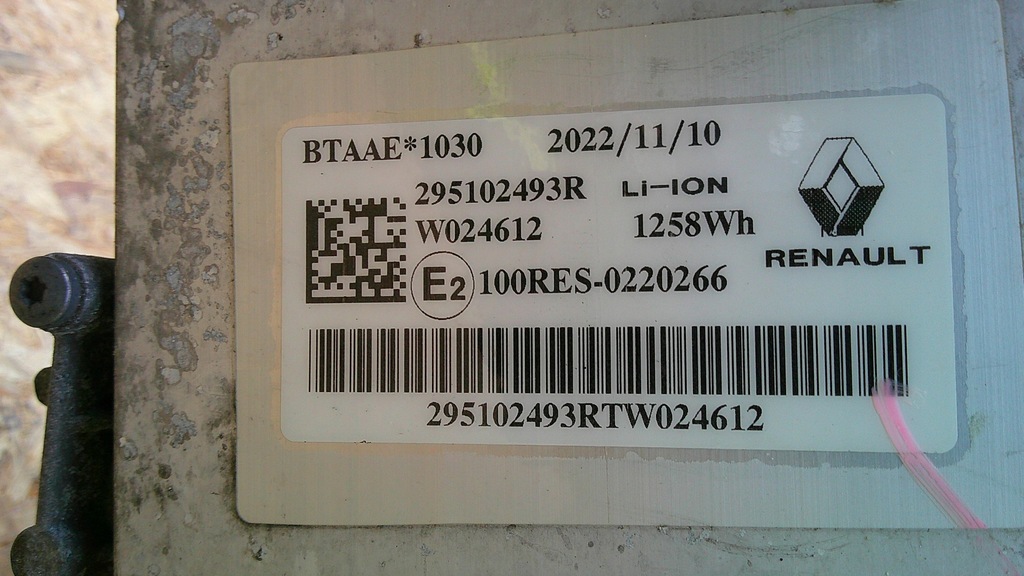 BTAAE*1030 2022/11/10
295102493R Li-ION
W024612 1258Wh
RENAULT
E2 100RES-0220266
295102493RTW024612